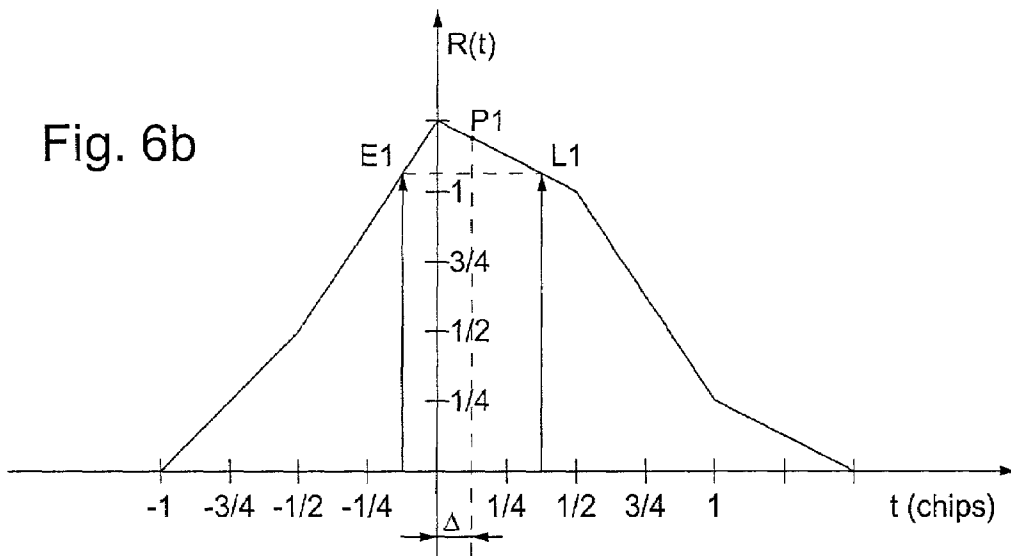 Fig. 6b
R(t)
P1
E1
L1
1
3/4
1/2
1/4
-1 -3/4 -1/2 -1/4 1/4 1/2 3/4 1 t (chips)
Δ